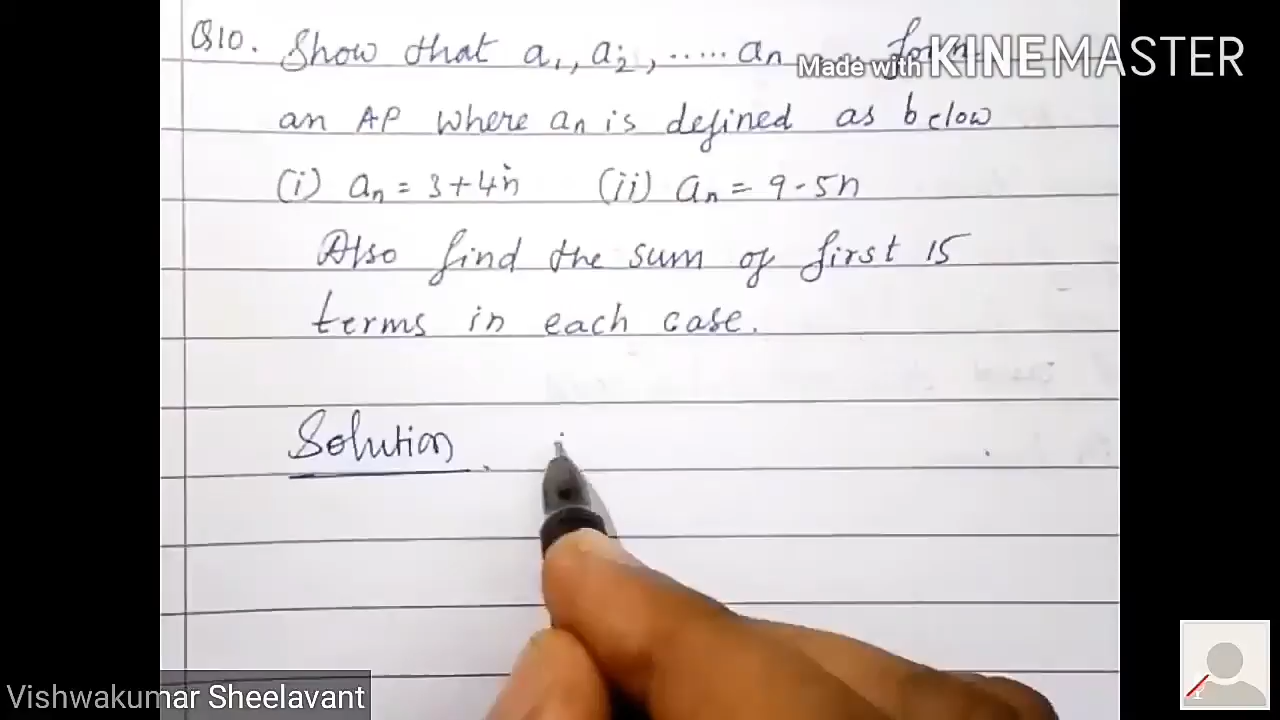 Q10. Show that a₁, a₂, ..... aₙ form
Made with KINEMASTER
an AP where aₙ is defined as below
(i) aₙ = 3+4n (ii) aₙ = 9-5n
Also find the sum of first 15
terms in each case.
Solution.
Vishwakumar Sheelavant